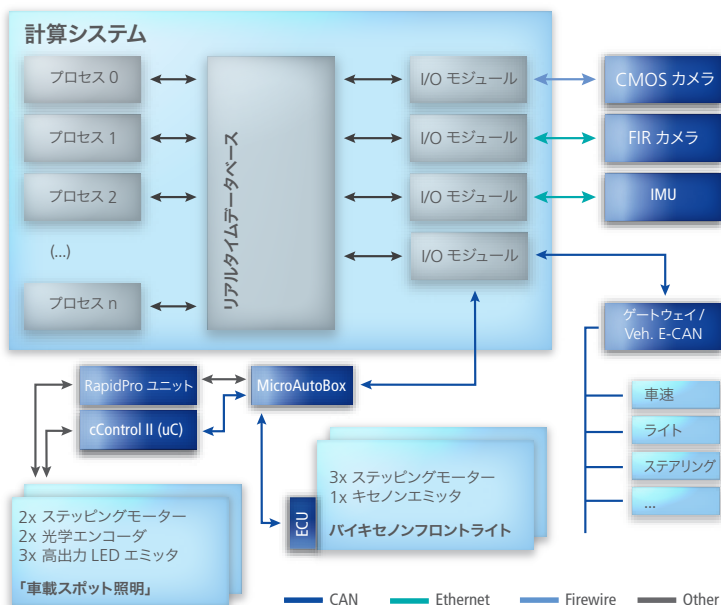 計算システム
プロセス 0
I/O モジュール
CMOS カメラ
プロセス 1
I/O モジュール
FIR カメラ
プロセス 2
I/O モジュール
IMU
リアルタイムデータベース
(...)
I/O モジュール
プロセス n
ゲートウェイ /
Veh. E-CAN
RapidPro ユニット
MicroAutoBox
cControl II (uC)
車速
ライト
ステアリング
...
3x ステッピングモーター
1x キセノンエミッタ
バイキセノンフロントライト
ECU
2x ステッピングモーター
2x 光学エンコーダ
3x 高出力 LED エミッタ
「車載スポット照明」
CAN
Ethernet
Firewire
Other